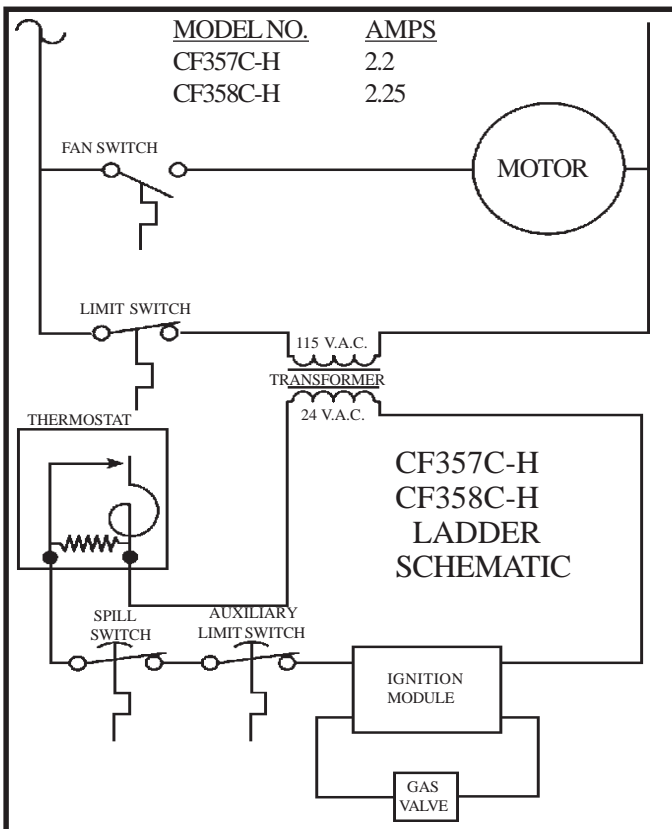 MODEL NO. AMPS
CF357C-H 2.2
CF358C-H 2.25
FAN SWITCH
MOTOR
LIMIT SWITCH
115 V.A.C.
TRANSFORMER
24 V.A.C.
THERMOSTAT
CF357C-H
CF358C-H
LADDER
SCHEMATIC
SPILL
SWITCH
AUXILIARY
LIMIT SWITCH
IGNITION
MODULE
GAS
VALVE